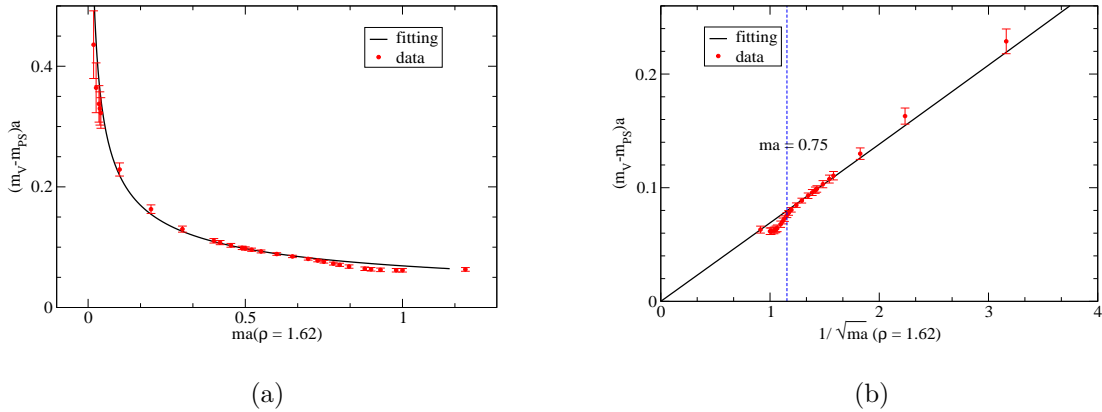 0.4
0.2
0
(m_V-m_PS)a
fitting
data
0 0.5 1
ma(ρ = 1.62)
(a)
0.2
0.1
0
(m_V-m_PS)a
fitting
data
ma = 0.75
0 1 2 3 4
1/√ma (ρ = 1.62)
(b)